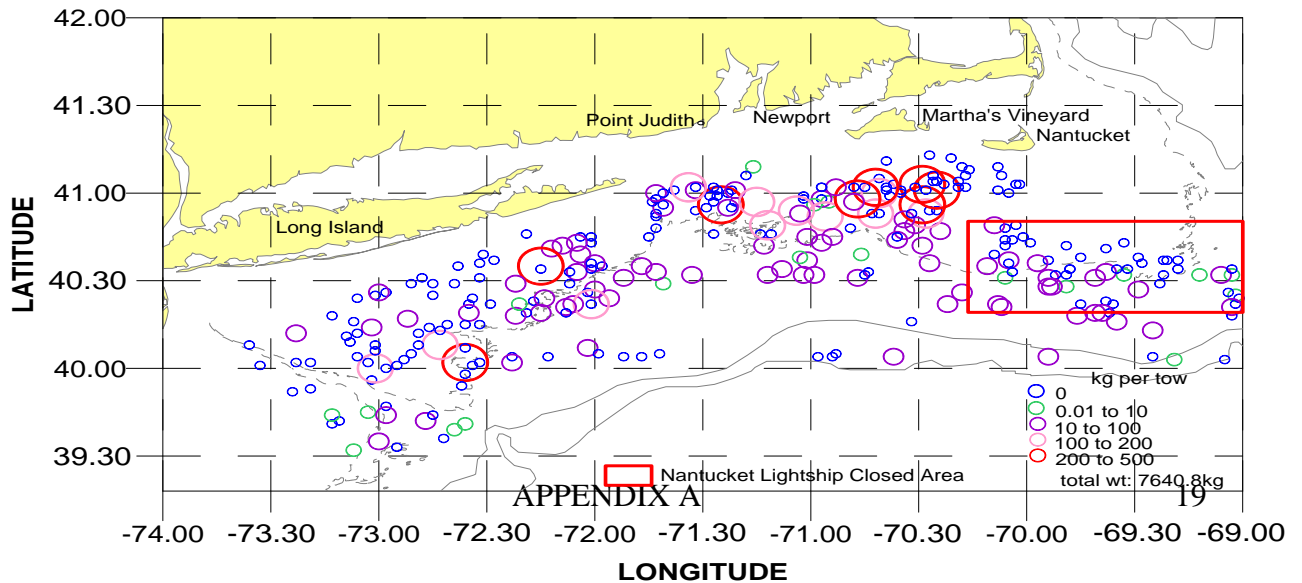 42.00
41.30
41.00
40.30
40.00
39.30
LATITUDE
Point Judith
Newport
Martha's Vineyard
Nantucket
Long Island
kg per tow
0
0.01 to 10
10 to 100
100 to 200
200 to 500
total wt: 7640.8kg
Nantucket Lightship Closed Area
APPENDIX A 19
-74.00 -73.30 -73.00 -72.30 -72.00 -71.30 -71.00 -70.30 -70.00 -69.30 -69.00
LONGITUDE